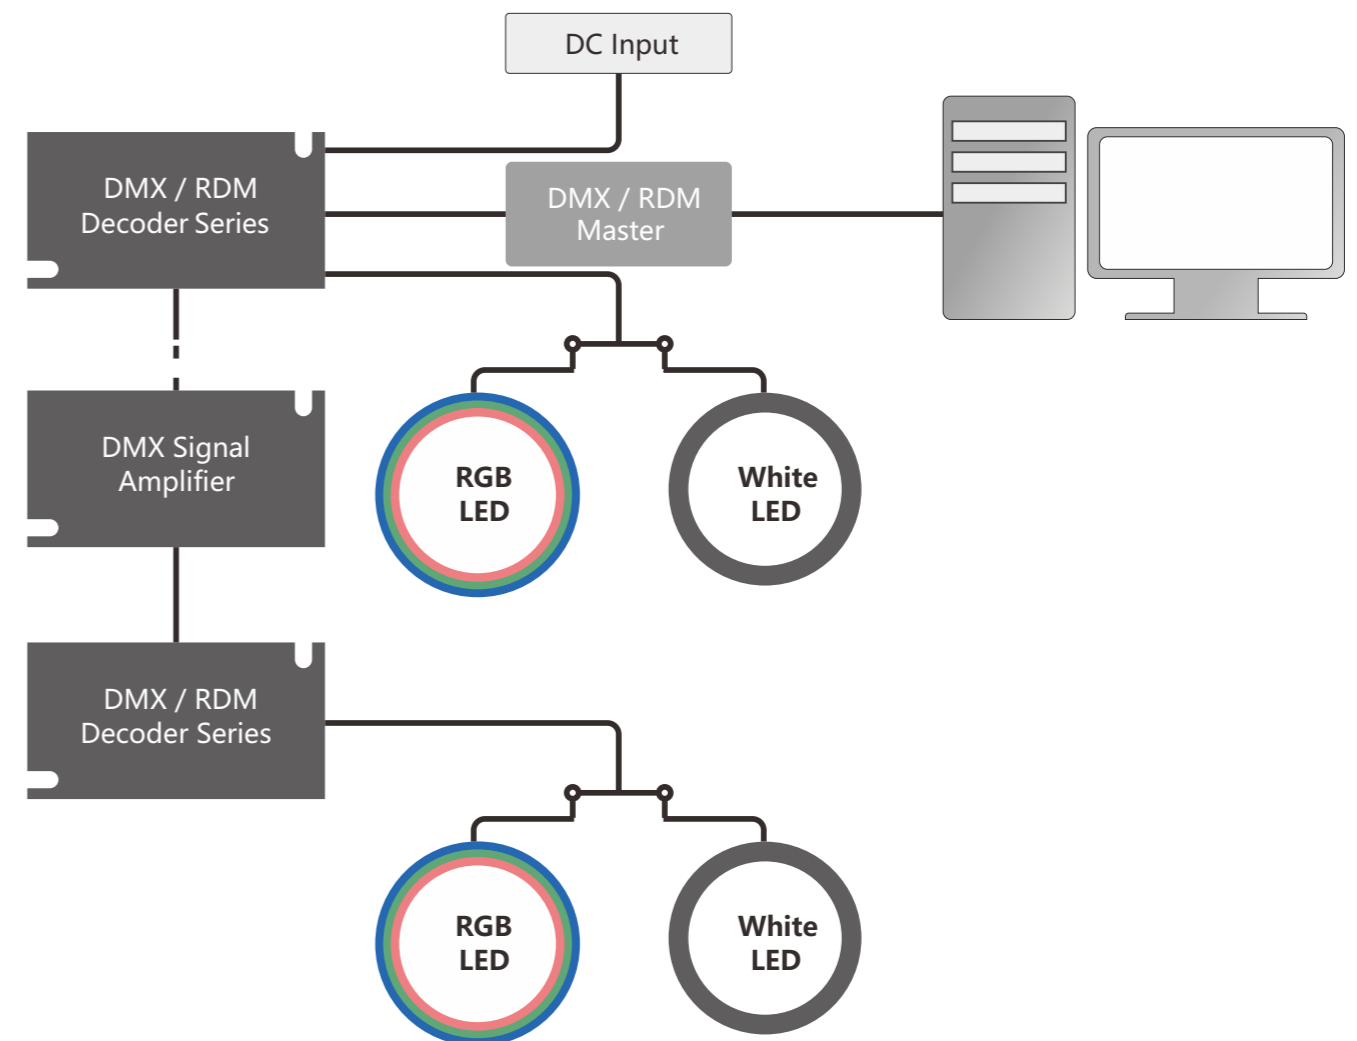 DC Input
DMX / RDM
Decoder Series
DMX / RDM
Master
DMX Signal
Amplifier
RGB
LED
White
LED
DMX / RDM
Decoder Series
RGB
LED
White
LED